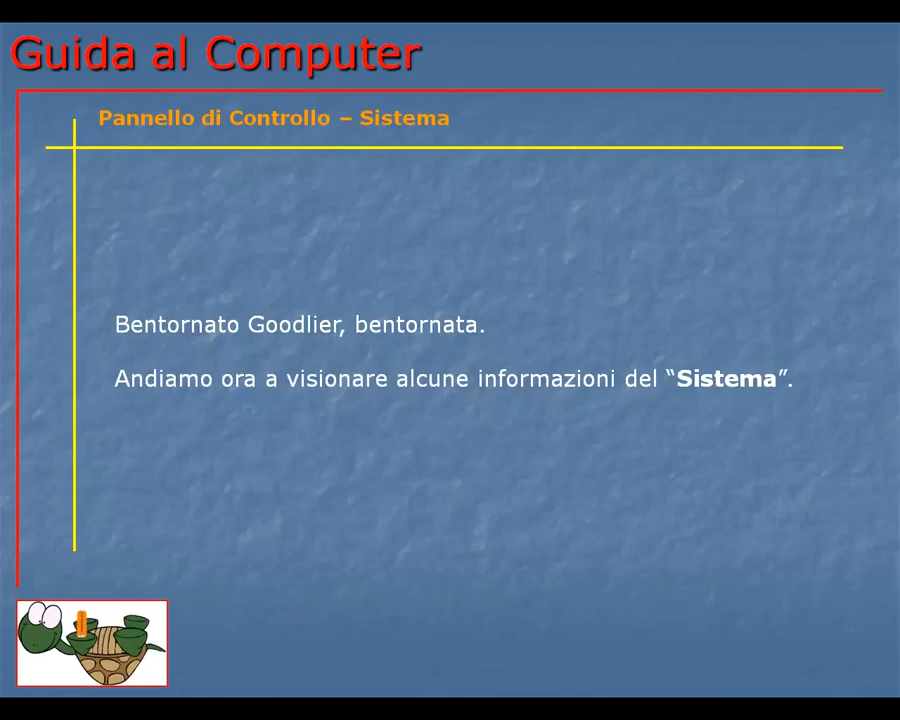 Guida al Computer
Pannello di Controllo – Sistema
Bentornato Goodlier, bentornata.
Andiamo ora a visionare alcune informazioni del “Sistema”.